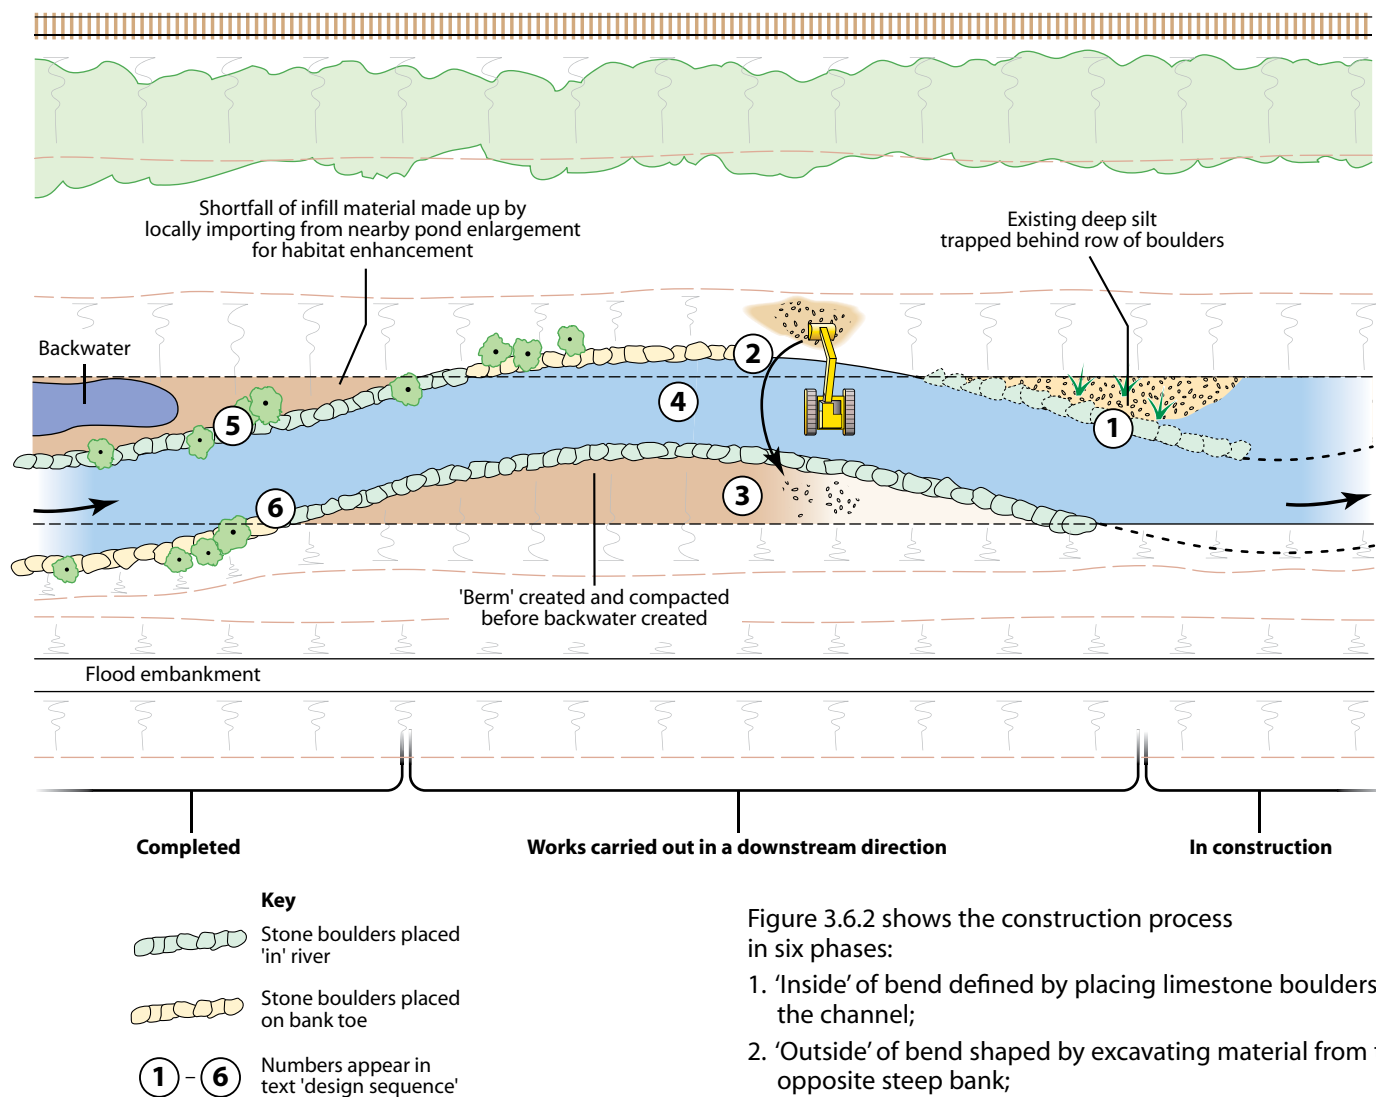 Shortfall of infill material made up by
locally importing from nearby pond enlargement
for habitat enhancement
Existing deep silt
trapped behind row of boulders
Backwater
2
4
5
1
3
6
'Berm' created and compacted
before backwater created
Flood embankment
Completed
Works carried out in a downstream direction
In construction
Key
Stone boulders placed
'in' river
Stone boulders placed
on bank toe
1 – 6 Numbers appear in
text 'design sequence'
Figure 3.6.2 shows the construction process
in six phases:
1. ‘Inside’ of bend defined by placing limestone boulders
the channel;
2. ‘Outside’ of bend shaped by excavating material from
opposite steep bank;